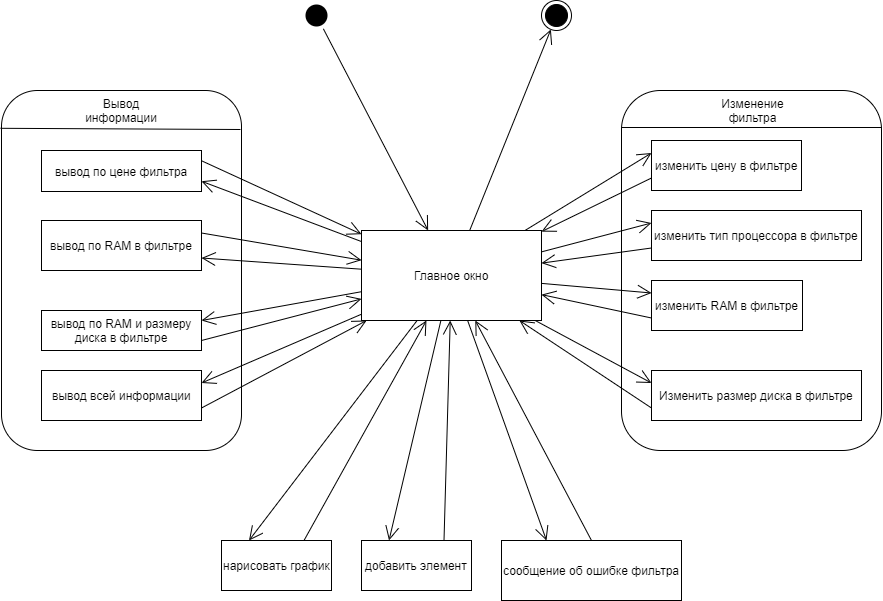 Вывод
информации
вывод по цене фильтра
вывод по RAM в фильтре
вывод по RAM и размеру
диска в фильтре
вывод всей информации
Главное окно
Изменение
фильтра
изменить цену в фильтре
изменить тип процессора в фильтре
изменить RAM в фильтре
Изменить размер диска в фильтре
нарисовать график
добавить элемент
сообщение об ошибке фильтра